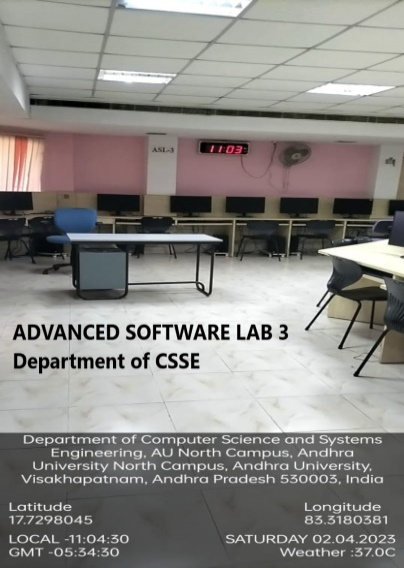 ASL-3
11:03
ADVANCED SOFTWARE LAB 3
Department of CSSE
Department of Computer Science and Systems
Engineering, AU North Campus, Andhra
University North Campus, Andhra University,
Visakhapatnam, Andhra Pradesh 530003, India
Latitude
17.7298045
Longitude
83.3180381
LOCAL -11:04:30
GMT -05:34:30
SATURDAY 02.04.2023
Weather :37.0C